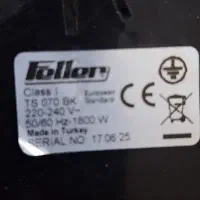 Follen
Class I
European
Standard
CE
TS 070 BK
220-240 V~
50/60 Hz-1800 W
Made in Turkey
SERIAL NO: 17 06 25